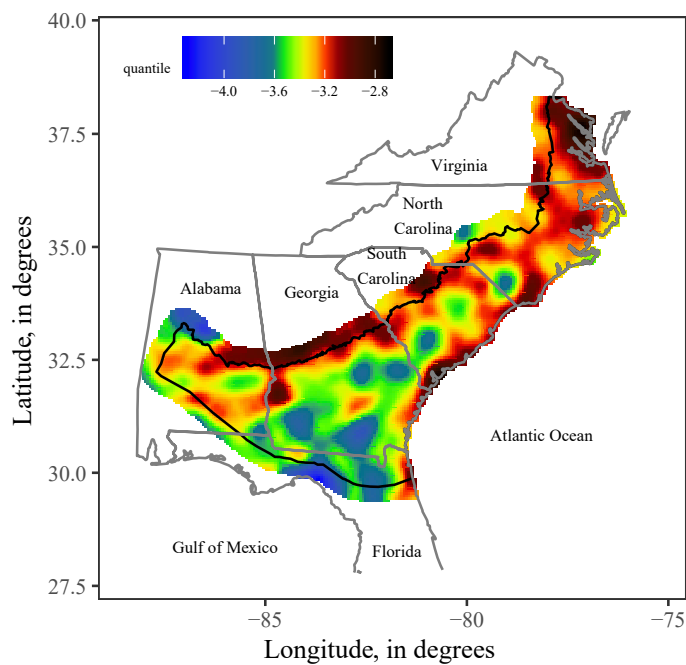 40.0
quantile
−4.0 −3.6 −3.2 −2.8
37.5
Virginia
North
Carolina
35.0
South
Carolina
Alabama
Georgia
32.5
Latitude, in degrees
Atlantic Ocean
30.0
Gulf of Mexico
Florida
27.5
−85 −80 −75
Longitude, in degrees